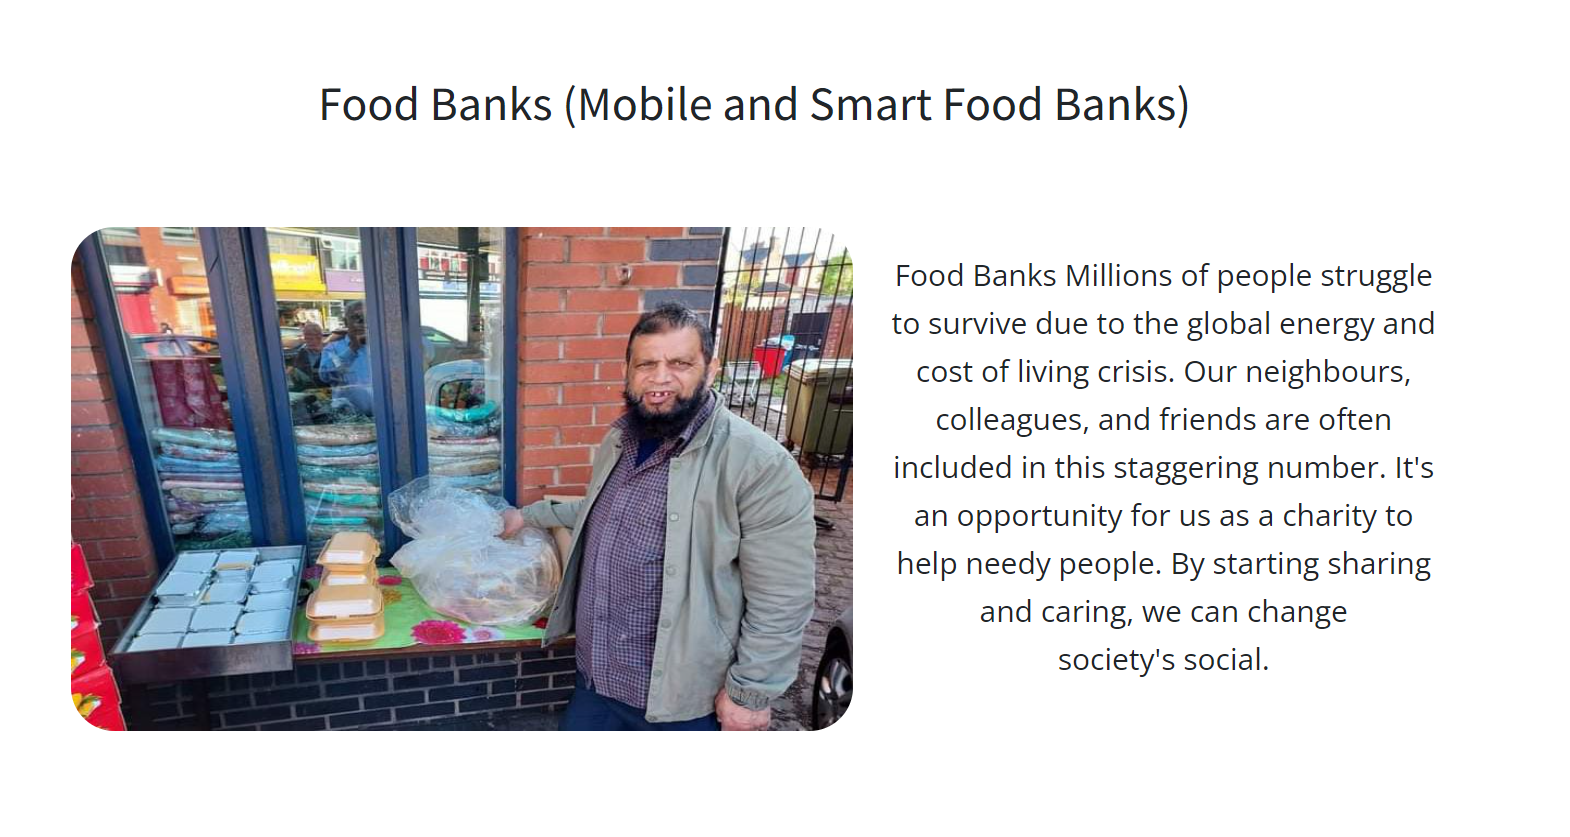 Food Banks (Mobile and Smart Food Banks)
Food Banks Millions of people struggle
to survive due to the global energy and
cost of living crisis. Our neighbours,
colleagues, and friends are often
included in this staggering number. It's
an opportunity for us as a charity to
help needy people. By starting sharing
and caring, we can change
society's social.